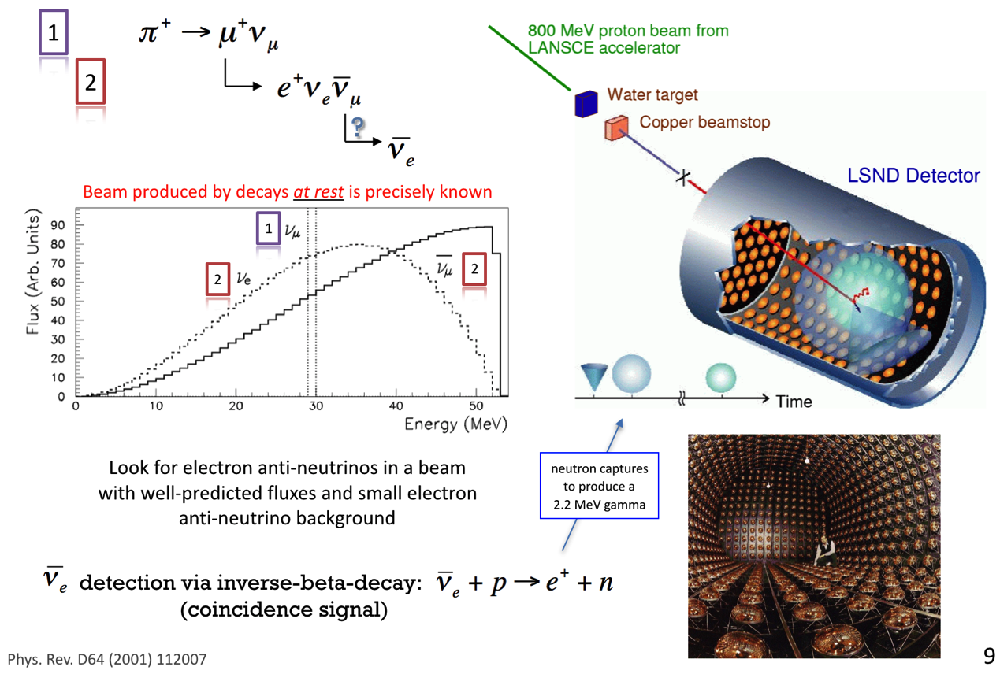 1
π⁺ → μ⁺ν_μ
2
e⁺ν_e ν̄_μ
?
ν̄_e
Beam produced by decays at rest is precisely known
Flux (Arb. Units)
90
80
70
60
50
40
30
20
10
0
1 ν_μ
2 ν_e
ν̄_μ 2
0 10 20 30 40 50
Energy (MeV)
Look for electron anti-neutrinos in a beam
with well-predicted fluxes and small electron
anti-neutrino background
ν̄_e detection via inverse-beta-decay: ν̄_e + p → e⁺ + n
(coincidence signal)
800 MeV proton beam from
LANSCE accelerator
Water target
Copper beamstop
LSND Detector
Time
neutron captures
to produce a
2.2 MeV gamma
Phys. Rev. D64 (2001) 112007
9